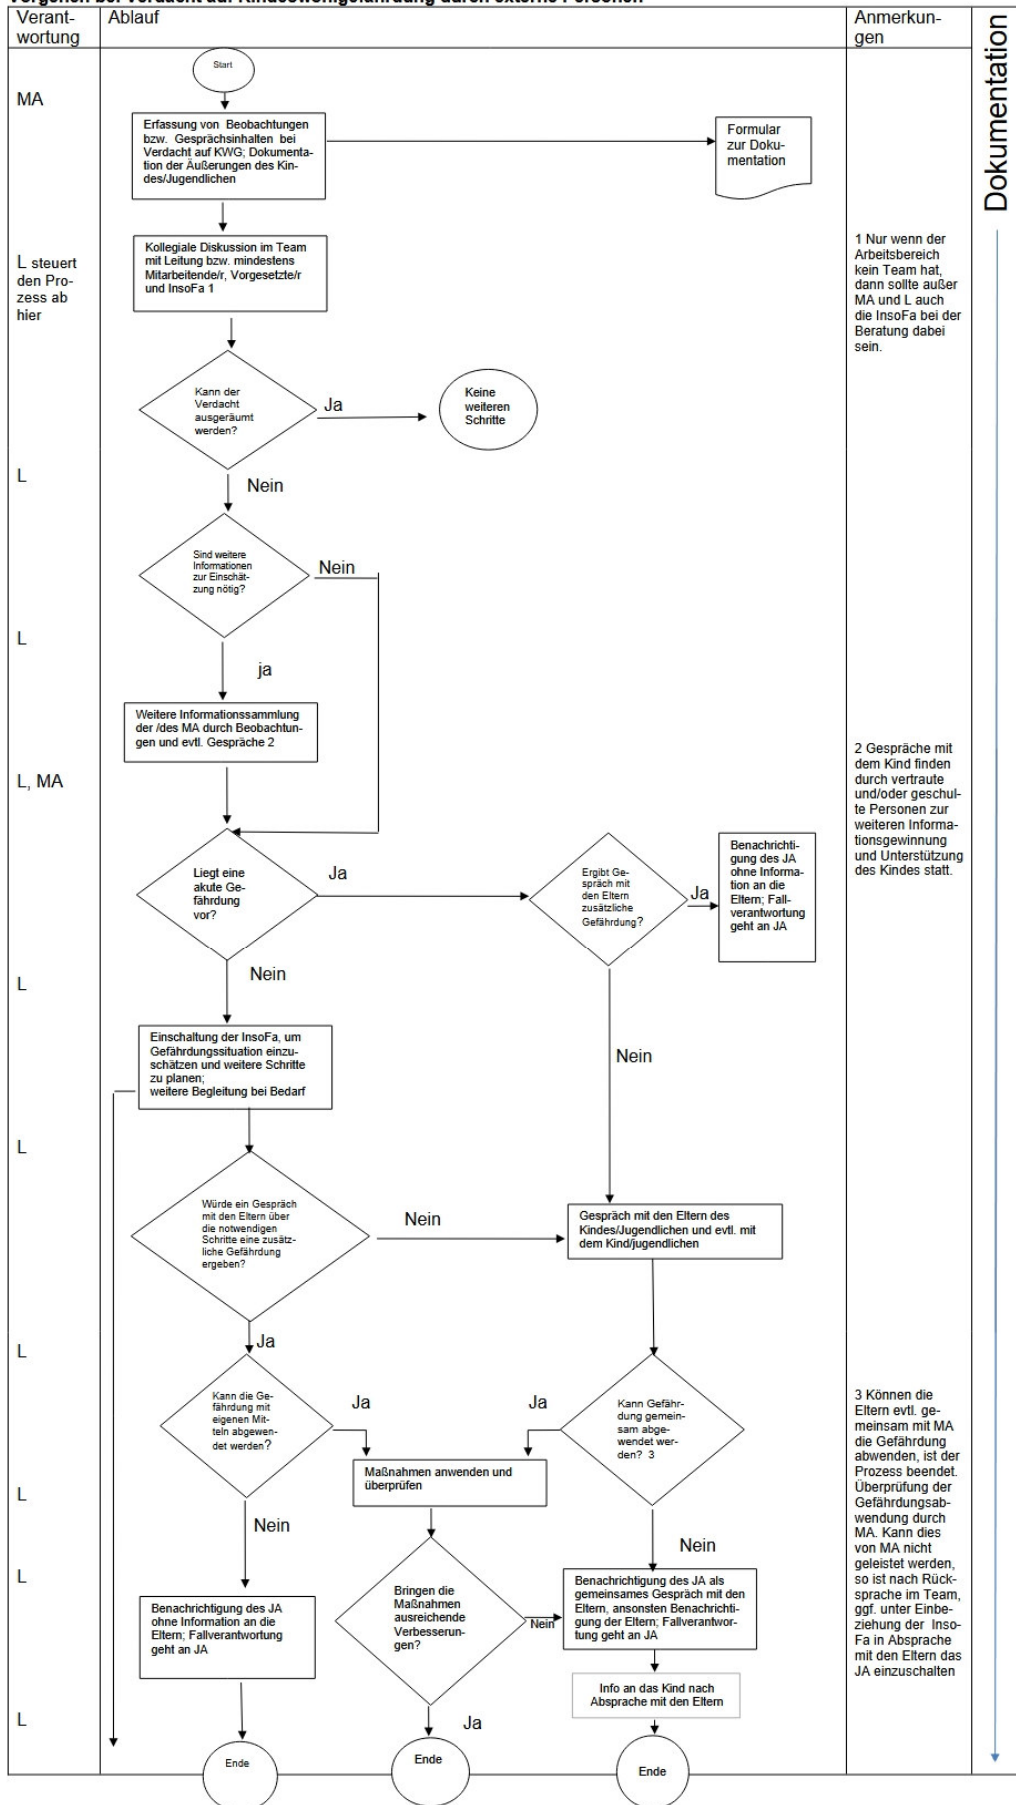 Vorgehen bei Verdacht auf Kindeswohlgefährdung durch externe Personen
Verant-
wortung
Ablauf
Anmerkun-
gen
Dokumentation
Start
MA
Erfassung von Beobachtungen
bzw. Gesprächsinhalten bei
Verdacht auf KWG; Dokumenta-
tion der Äußerungen des Kin-
des/Jugendlichen
Formular
zur Doku-
mentation
L steuert
den Pro-
zess ab
hier
Kollegiale Diskussion im Team
mit Leitung bzw. mindestens
Mitarbeitende/r, Vorgesetzte/r
und InsoFa 1
1 Nur wenn der
Arbeitsbereich
kein Team hat,
dann sollte außer
MA und L auch
die InsoFa bei der
Beratung dabei
sein.
Kann der
Verdacht
ausgeräumt
werden?
Ja
Keine
weiteren
Schritte
L
Nein
Sind weitere
Informationen
zur Einschät-
zung nötig?
Nein
L
ja
Weitere Informationssammlung
der /des MA durch Beobachtun-
gen und evtl. Gespräche 2
L, MA
2 Gespräche mit
dem Kind finden
durch vertraute
und/oder geschul-
te Personen zur
weiteren Informa-
tionsgewinnung
und Unterstützung
des Kindes statt.
Liegt eine
akute Ge-
fährdung
vor?
Ja
Ergibt Ge-
spräch mit
den Eltern
zusätzliche
Gefährdung?
Ja
Benachrichti-
gung des JA
ohne Informa-
tion an die
Eltern; Fall-
verantwortung
geht an JA
L
Nein
Nein
Einschaltung der InsoFa, um
Gefährdungssituation einzu-
schätzen und weitere Schritte
zu planen;
weitere Begleitung bei Bedarf
L
Würde ein Gespräch
mit den Eltern über
die notwendigen
Schritte eine zusätz-
liche Gefährdung
ergeben?
Nein
Gespräch mit den Eltern des
Kindes/Jugendlichen und evtl. mit
dem Kind/jugendlichen
L
Ja
Kann die Ge-
fährdung mit
eigenen Mit-
teln abgewen-
det werden?
Ja
Ja
Kann Gefähr-
dung gemein-
sam abge-
wendet wer-
den? 3
3 Können die
Eltern evtl. ge-
meinsam mit MA
die Gefährdung
abwenden, ist der
Prozess beendet.
Überprüfung der
Gefährdungsab-
wendung durch
MA. Kann dies
von MA nicht
geleistet werden,
so ist nach Rück-
sprache im Team,
ggf. unter Einbe-
ziehung der Inso-
Fa in Absprache
mit den Eltern das
JA einzuschalten
Maßnahmen anwenden und
überprüfen
L
Nein
Nein
L
Benachrichtigung des JA
ohne Information an die
Eltern; Fallverantwortung
geht an JA
Bringen die
Maßnahmen
ausreichende
Verbesserun-
gen?
Nein
Benachrichtigung des JA als
gemeinsames Gespräch mit den
Eltern, ansonsten Benachrichti-
gung der Eltern; Fallverantwor-
tung geht an JA
Info an das Kind nach
Absprache mit den Eltern
L
Ja
Ende
Ende
Ende